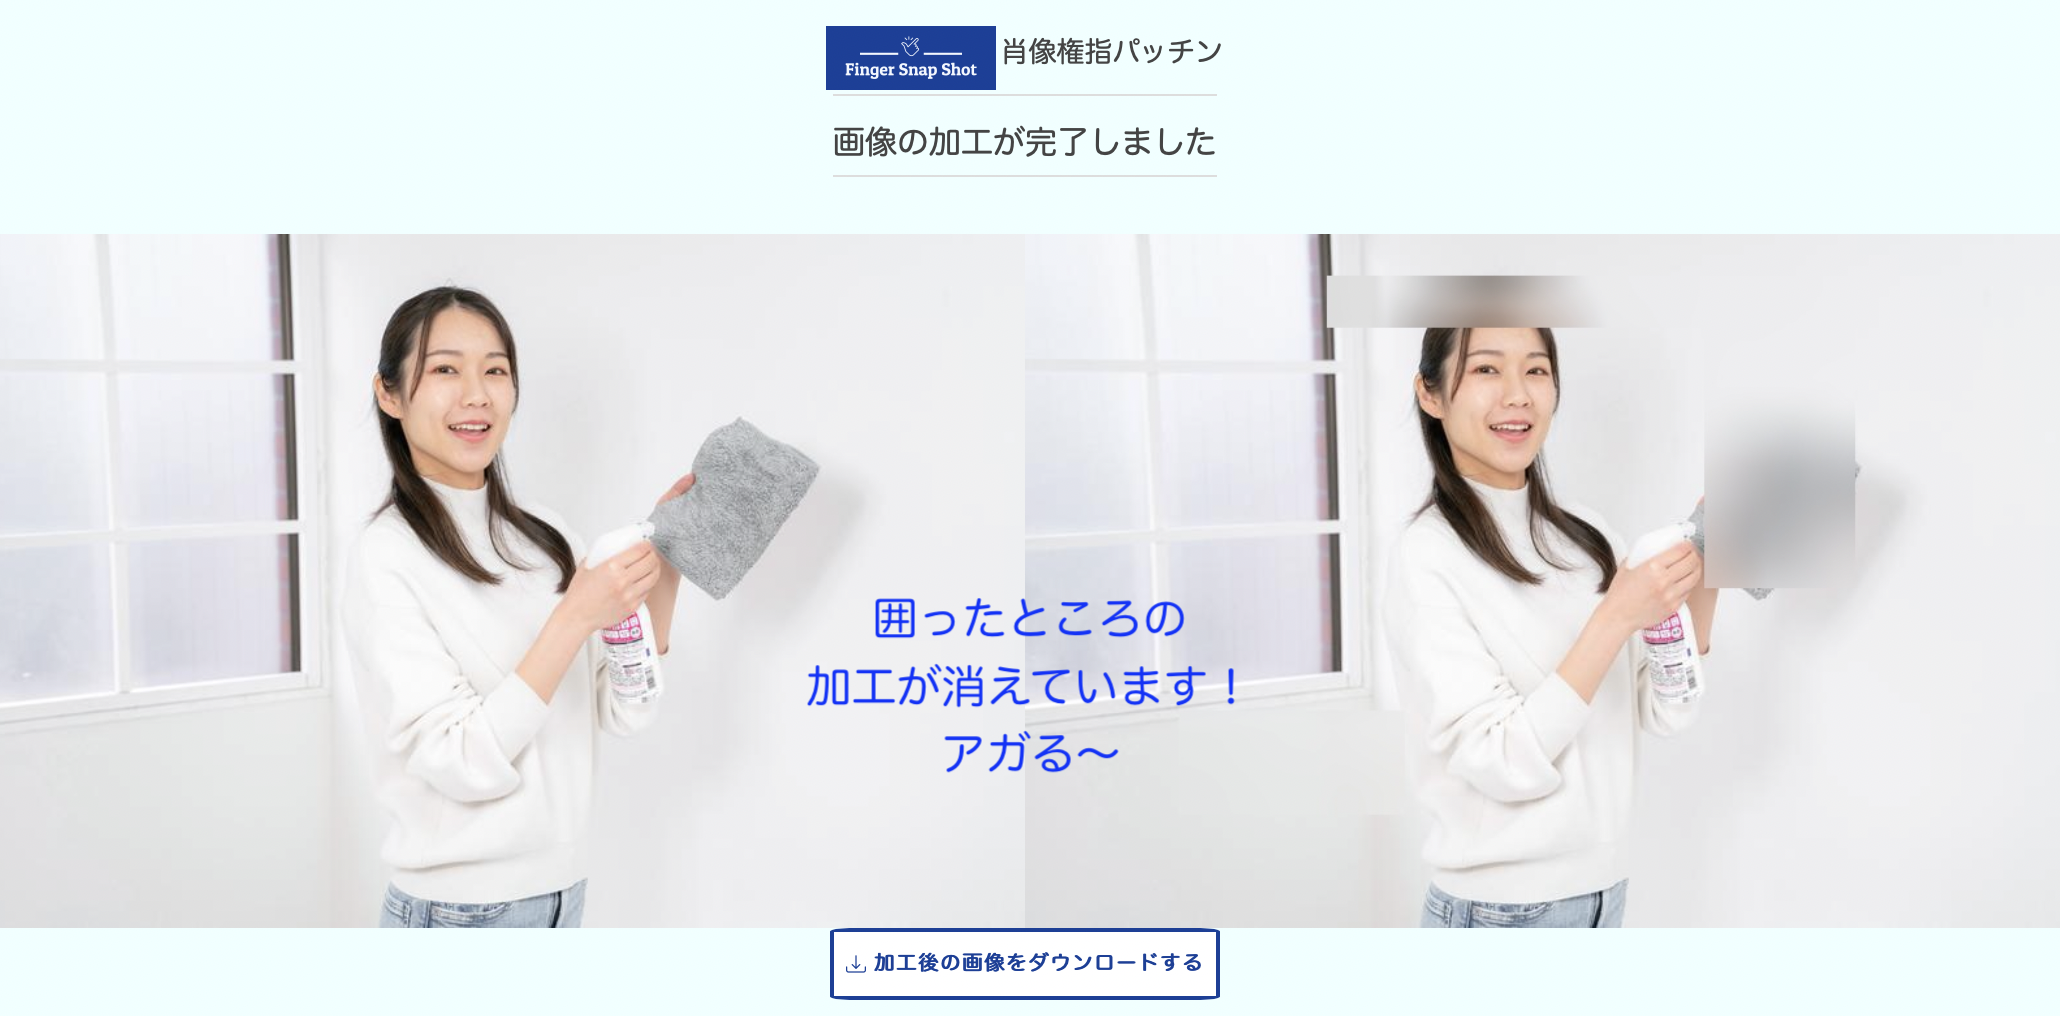 Finger Snap Shot
肖像権指パッチン
画像の加工が完了しました
囲ったところの
加工が消えています！
アガる〜
加工後の画像をダウンロードする